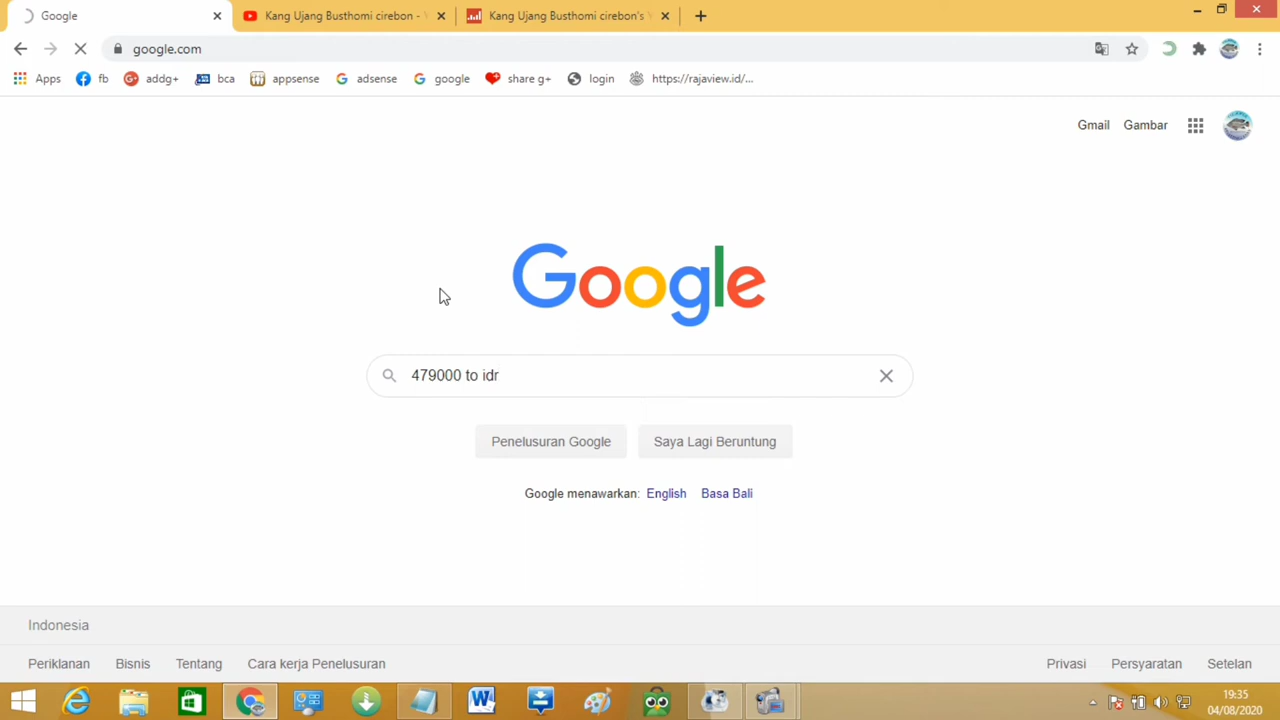 Google
Kang Ujang Busthomi cirebon -
Kang Ujang Busthomi cirebon's
google.com
Apps
fb
addg+
bca
appsense
adsense
google
share g+
login
https://rajaview.id/...
Gmail
Gambar
Google
479000 to idr
Penelusuran Google
Saya Lagi Beruntung
Google menawarkan: English Basa Bali
Indonesia
Periklanan
Bisnis
Tentang
Cara kerja Penelusuran
Privasi
Persyaratan
Setelan
19:35
04/08/2020